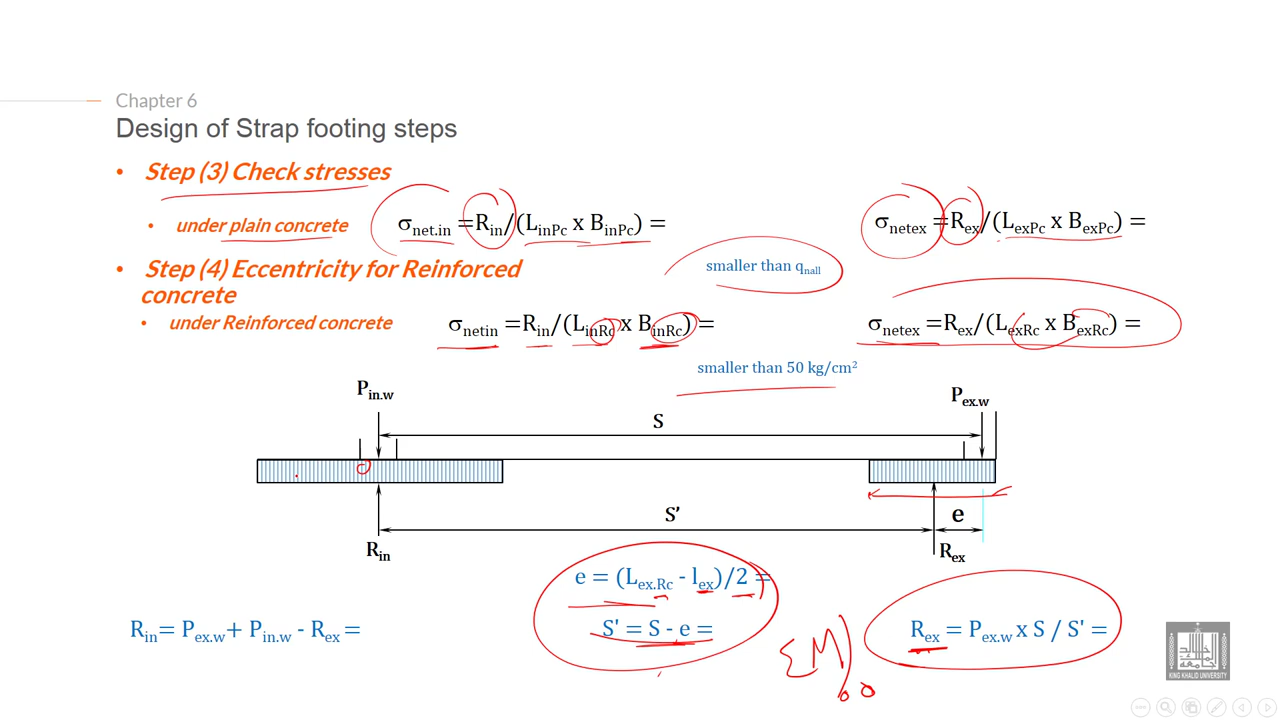 Chapter 6
Design of Strap footing steps
• Step (3) Check stresses
• under plain concrete
σnet.in =Rin/(LinPc x BinPc) =
σnetex =Rex/(LexPc x BexPc) =
smaller than qnall
• Step (4) Eccentricity for Reinforced
concrete
• under Reinforced concrete
σnetin =Rin/(LinRc x BinRc) =
σnetex =Rex/(LexRc x BexRc) =
smaller than 50 kg/cm²
Pin.w
Pex.w
S
S'
e
Rin
Rex
e = (Lex.Rc - lex)/2 =
Rin= Pex.w+ Pin.w - Rex =
S' = S - e =
Rex = Pex.w x S / S' =
ΣM)o
o
o
KING KHALID UNIVERSITY